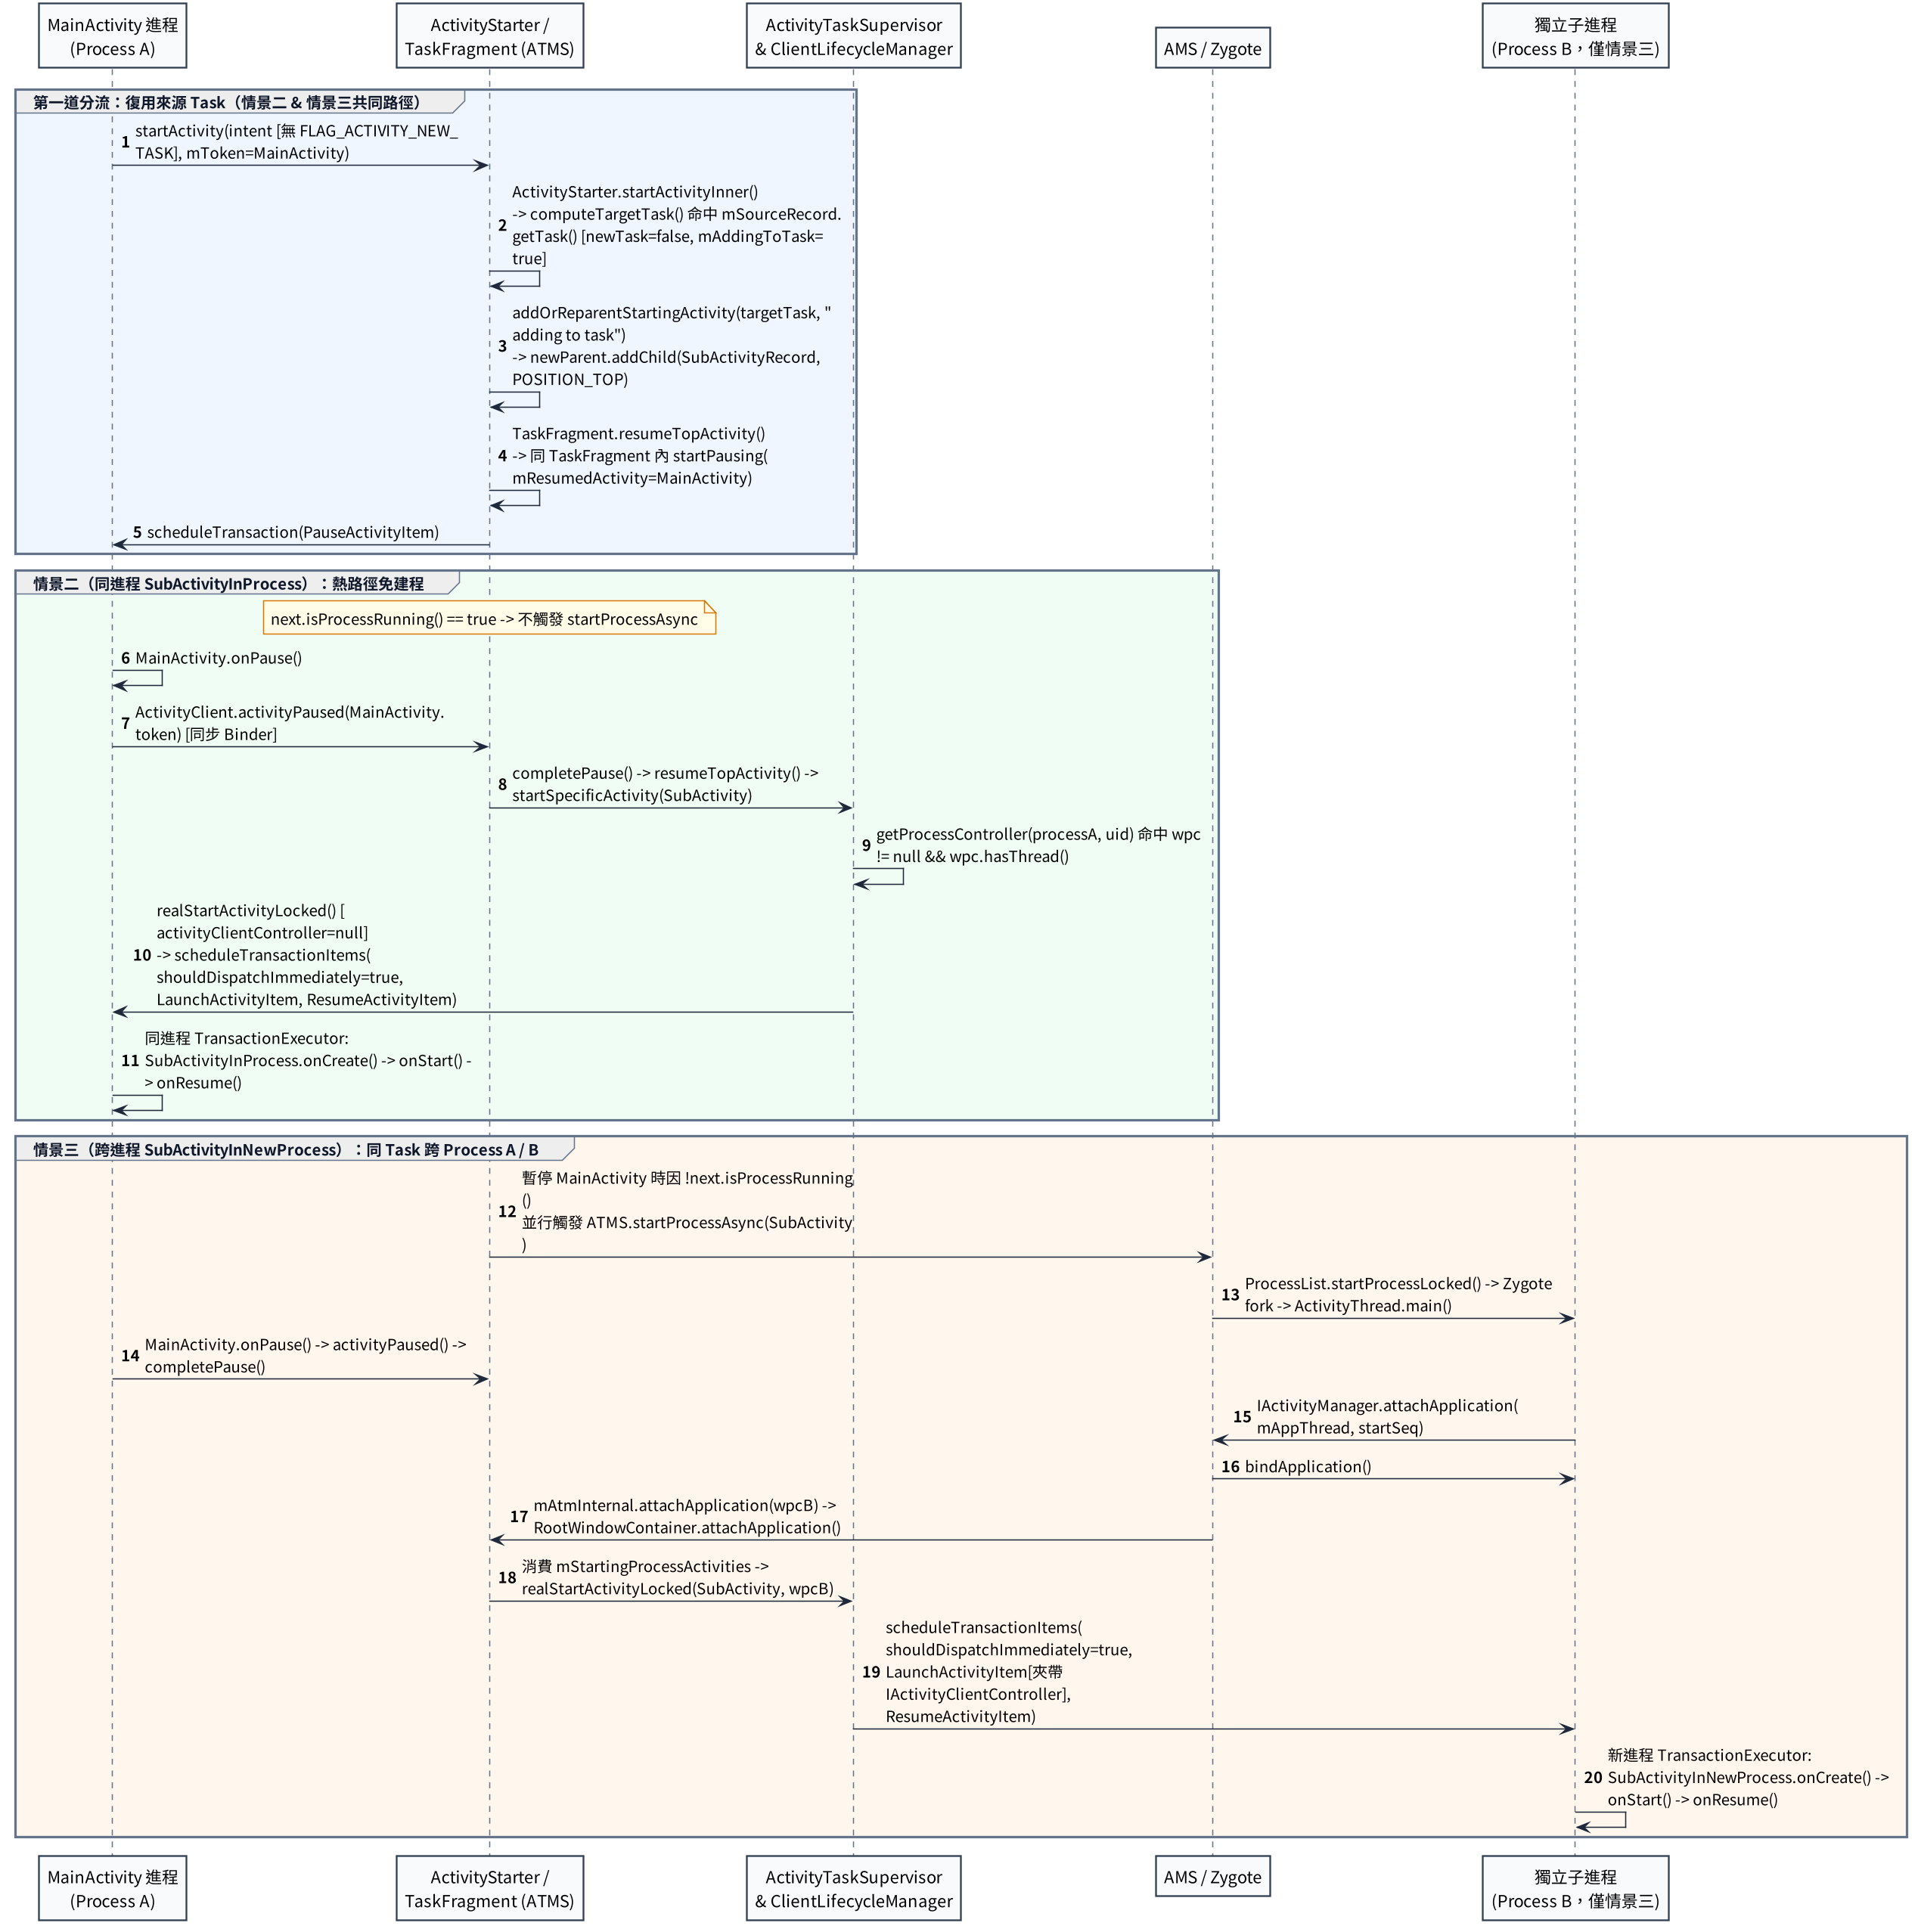 MainActivity 進程
(Process A)
ActivityStarter /
TaskFragment (ATMS)
ActivityTaskSupervisor
& ClientLifecycleManager
AMS / Zygote
獨立子進程
(Process B，僅情景三)
第一道分流：復用來源 Task（情景二 & 情景三共同路徑）
1 startActivity(intent [無 FLAG_ACTIVITY_NEW_
TASK], mToken=MainActivity)
ActivityStarter.startActivityInner()
2 -> computeTargetTask() 命中 mSourceRecord.
getTask() [newTask=false, mAddingToTask=
true]
addOrReparentStartingActivity(targetTask, "
3 adding to task")
-> newParent.addChild(SubActivityRecord,
POSITION_TOP)
TaskFragment.resumeTopActivity()
4 -> 同 TaskFragment 內 startPausing(
mResumedActivity=MainActivity)
5 scheduleTransaction(PauseActivityItem)
情景二（同進程 SubActivityInProcess）：熱路徑免建程
next.isProcessRunning() == true -> 不觸發 startProcessAsync
6 MainActivity.onPause()
7 ActivityClient.activityPaused(MainActivity.
token) [同步 Binder]
8 completePause() -> resumeTopActivity() ->
startSpecificActivity(SubActivity)
9 getProcessController(processA, uid) 命中 wpc
!= null && wpc.hasThread()
realStartActivityLocked() [
activityClientController=null]
10 -> scheduleTransactionItems(
shouldDispatchImmediately=true,
LaunchActivityItem, ResumeActivityItem)
同進程 TransactionExecutor:
11 SubActivityInProcess.onCreate() -> onStart() -
> onResume()
情景三（跨進程 SubActivityInNewProcess）：同 Task 跨 Process A / B
暫停 MainActivity 時因 !next.isProcessRunning
12 ()
並行觸發 ATMS.startProcessAsync(SubActivity
)
13 ProcessList.startProcessLocked() -> Zygote
fork -> ActivityThread.main()
14 MainActivity.onPause() -> activityPaused() ->
completePause()
15 IActivityManager.attachApplication(
mAppThread, startSeq)
16 bindApplication()
17 mAtmInternal.attachApplication(wpcB) ->
RootWindowContainer.attachApplication()
18 消費 mStartingProcessActivities ->
realStartActivityLocked(SubActivity, wpcB)
scheduleTransactionItems(
shouldDispatchImmediately=true,
19 LaunchActivityItem[夾帶
IActivityClientController],
ResumeActivityItem)
新進程 TransactionExecutor:
20 SubActivityInNewProcess.onCreate() ->
onStart() -> onResume()
MainActivity 進程
(Process A)
ActivityStarter /
TaskFragment (ATMS)
ActivityTaskSupervisor
& ClientLifecycleManager
AMS / Zygote
獨立子進程
(Process B，僅情景三)